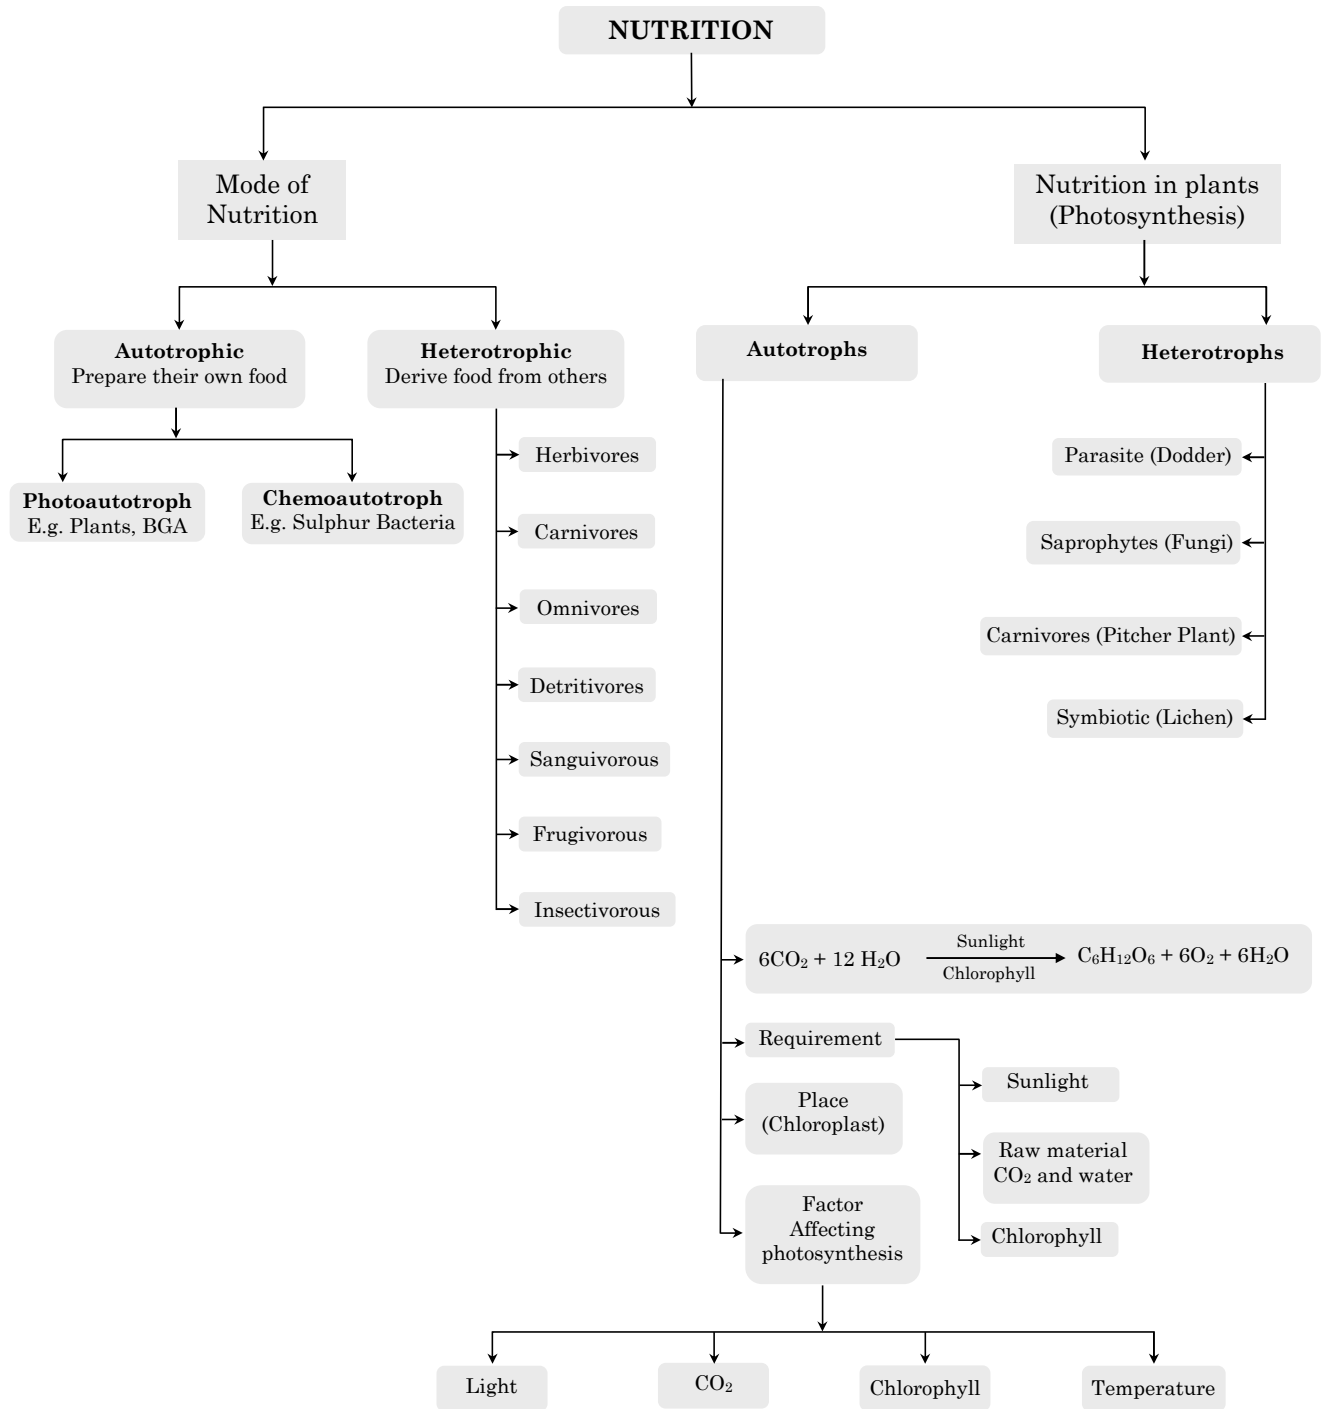 NUTRITION
Mode of
Nutrition
Nutrition in plants
(Photosynthesis)
Autotrophic
Prepare their own food
Heterotrophic
Derive food from others
Autotrophs
Heterotrophs
Photoautotroph
E.g. Plants, BGA
Chemoautotroph
E.g. Sulphur Bacteria
Herbivores
Carnivores
Omnivores
Detritivores
Sanguivorous
Frugivorous
Insectivorous
Parasite (Dodder)
Saprophytes (Fungi)
Carnivores (Pitcher Plant)
Symbiotic (Lichen)
6CO₂ + 12 H₂O
Sunlight
Chlorophyll
C₆H₁₂O₆ + 6O₂ + 6H₂O
Requirement
Sunlight
Raw material
CO₂ and water
Chlorophyll
Place
(Chloroplast)
Factor
Affecting
photosynthesis
Light
CO₂
Chlorophyll
Temperature